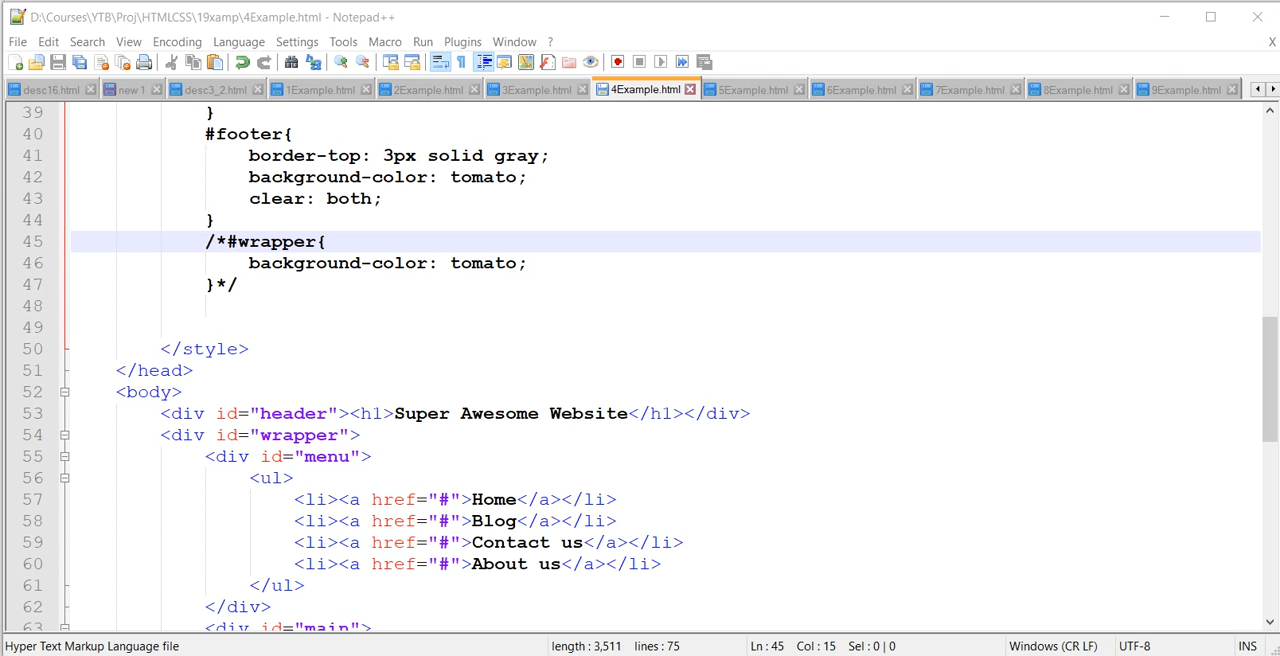 D:\Courses\YTB\Proj\HTMLCSS\19xamp\4Example.html - Notepad++
File Edit Search View Encoding Language Settings Tools Macro Run Plugins Window ? X
desc16.html new 1 desc3_2.html 1Example.html 2Example.html 3Example.html 4Example.html 5Example.html 6Example.html 7Example.html 8Example.html 9Example.html
39 }
40 #footer{
41 border-top: 3px solid gray;
42 background-color: tomato;
43 clear: both;
44 }
45 /*#wrapper{
46 background-color: tomato;
47 }*/
48
49
50 </style>
51 </head>
52 <body>
53 <div id="header"><h1>Super Awesome Website</h1></div>
54 <div id="wrapper">
55 <div id="menu">
56 <ul>
57 <li><a href="#">Home</a></li>
58 <li><a href="#">Blog</a></li>
59 <li><a href="#">Contact us</a></li>
60 <li><a href="#">About us</a></li>
61 </ul>
62 </div>
63 <div id="main">
Hyper Text Markup Language file length : 3,511 lines : 75 Ln : 45 Col : 15 Sel : 0 | 0 Windows (CR LF) UTF-8 INS